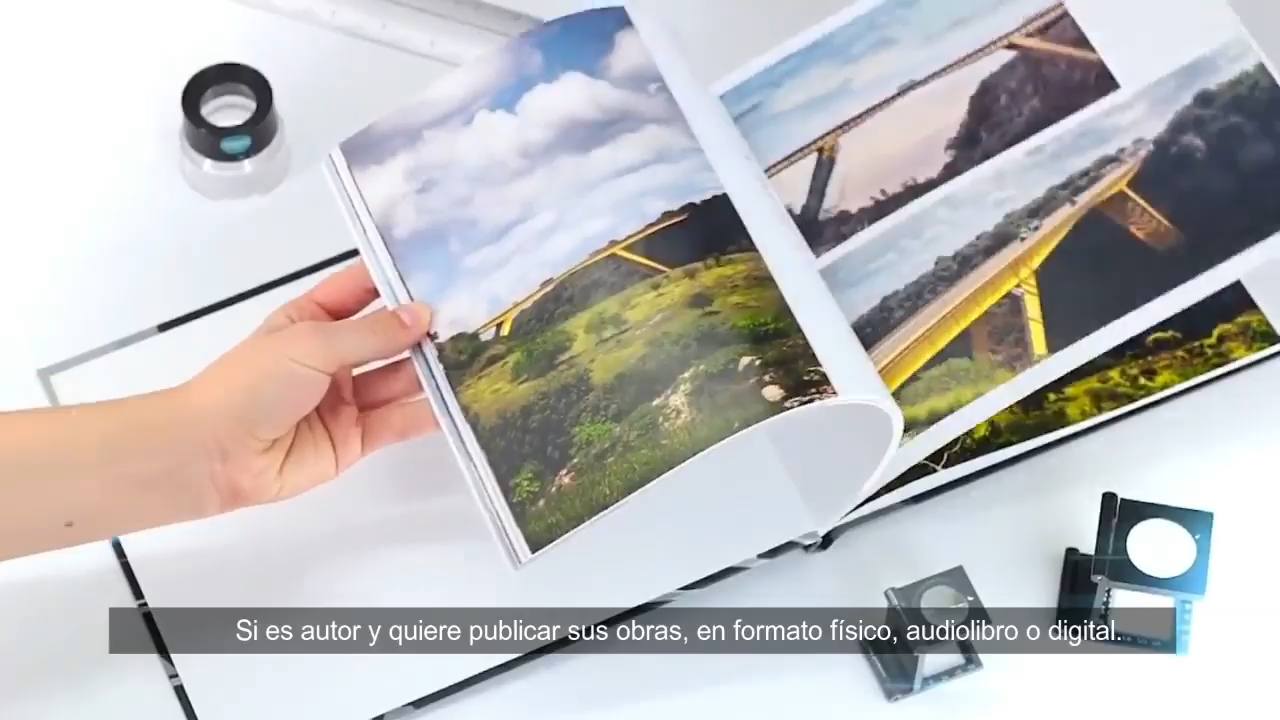 Si es autor y quiere publicar sus obras, en formato físico, audiolibro o digital.